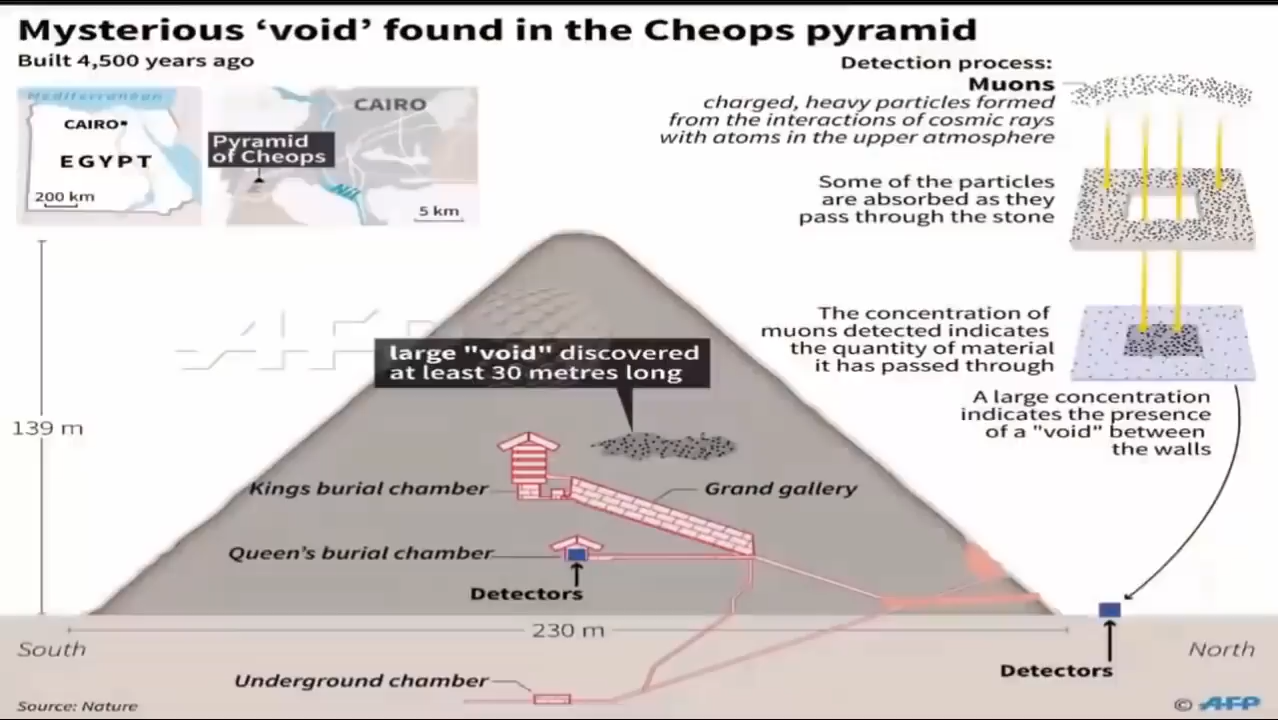 Mysterious ‘void’ found in the Cheops pyramid
Built 4,500 years ago
Mediterranean
CAIRO
EGYPT
200 km
CAIRO
Pyramid
of Cheops
Nil
5 km
Detection process:
Muons
charged, heavy particles formed
from the interactions of cosmic rays
with atoms in the upper atmosphere
Some of the particles
are absorbed as they
pass through the stone
The concentration of
muons detected indicates
the quantity of material
it has passed through
A large concentration
indicates the presence
of a "void" between
the walls
AFP
large "void" discovered
at least 30 metres long
139 m
Kings burial chamber
Grand gallery
Queen’s burial chamber
Detectors
230 m
South
North
Detectors
Underground chamber
Source: Nature
© AFP